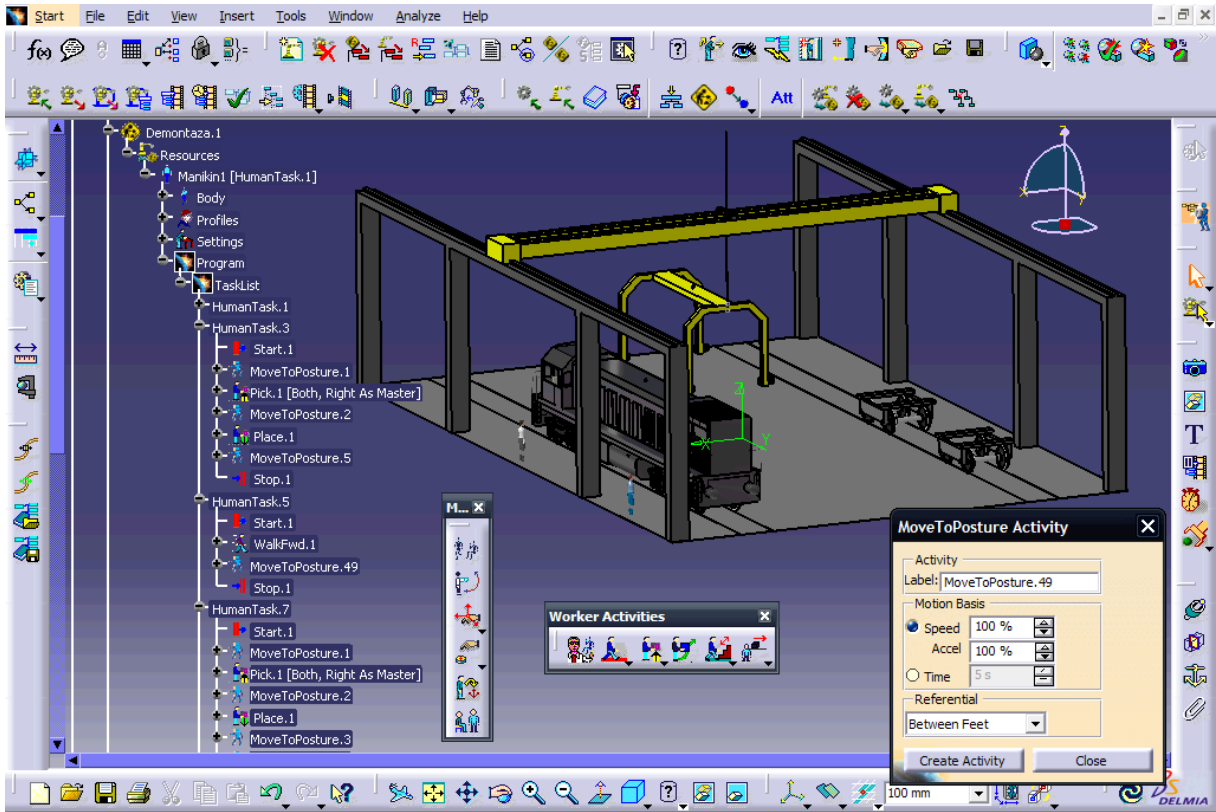 Start File Edit View Insert Tools Window Analyze Help
f(x)
Att
Demontaza.1
Resources
Manikin1 [HumanTask.1]
Body
Profiles
Settings
Program
TaskList
HumanTask.1
HumanTask.3
Start.1
MoveToPosture.1
Pick.1 [Both, Right As Master]
MoveToPosture.2
Place.1
MoveToPosture.5
Stop.1
HumanTask.5
Start.1
WalkFwd.1
MoveToPosture.49
Stop.1
HumanTask.7
Start.1
MoveToPosture.1
Pick.1 [Both, Right As Master]
MoveToPosture.2
Place.1
MoveToPosture.3
Z
X
Y
z
x
y
T
M...
Worker Activities
MoveToPosture Activity
Activity
Label: MoveToPosture.49
Motion Basis
Speed 100 %
Accel 100 %
Time 5 s
Referential
Between Feet
Create Activity Close
100 mm
DELMIA